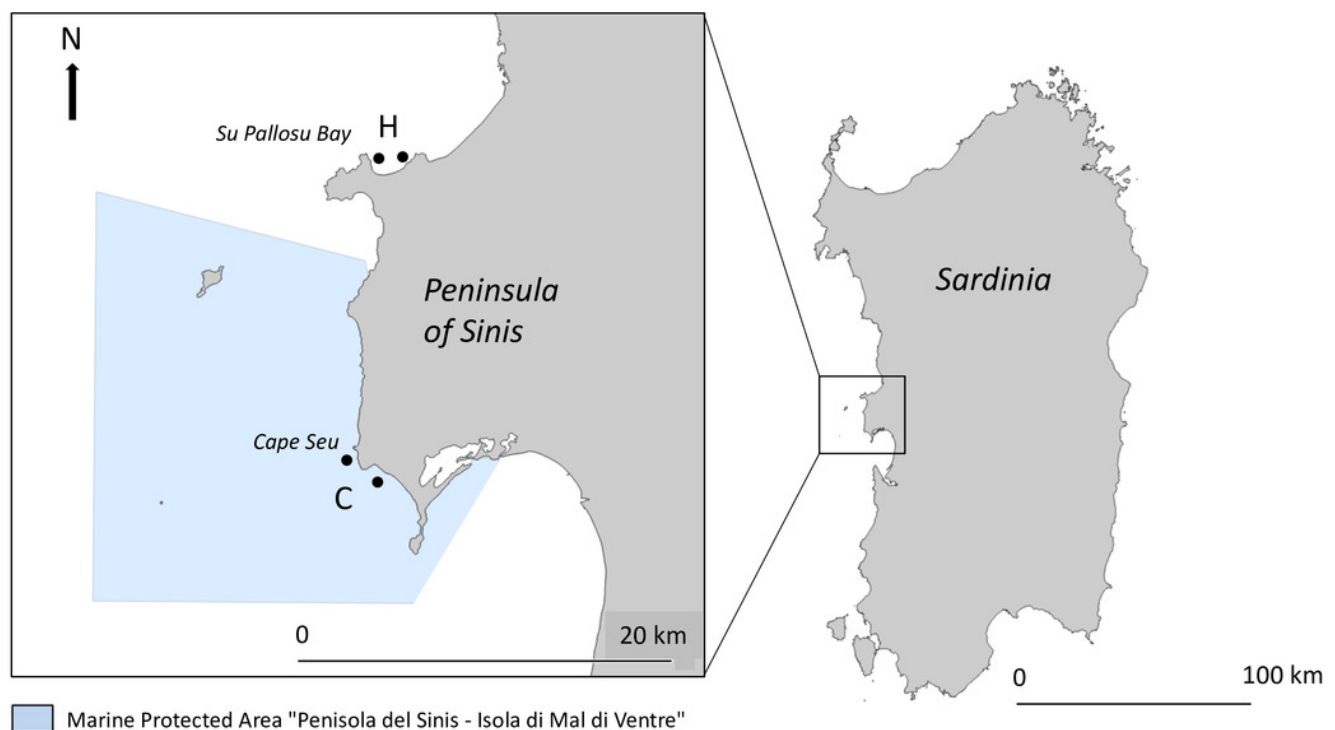 N
Su Pallosu Bay
H
Peninsula
of Sinis
Sardinia
Cape Seu
C
0
20 km
0
100 km
Marine Protected Area "Penisola del Sinis - Isola di Mal di Ventre"